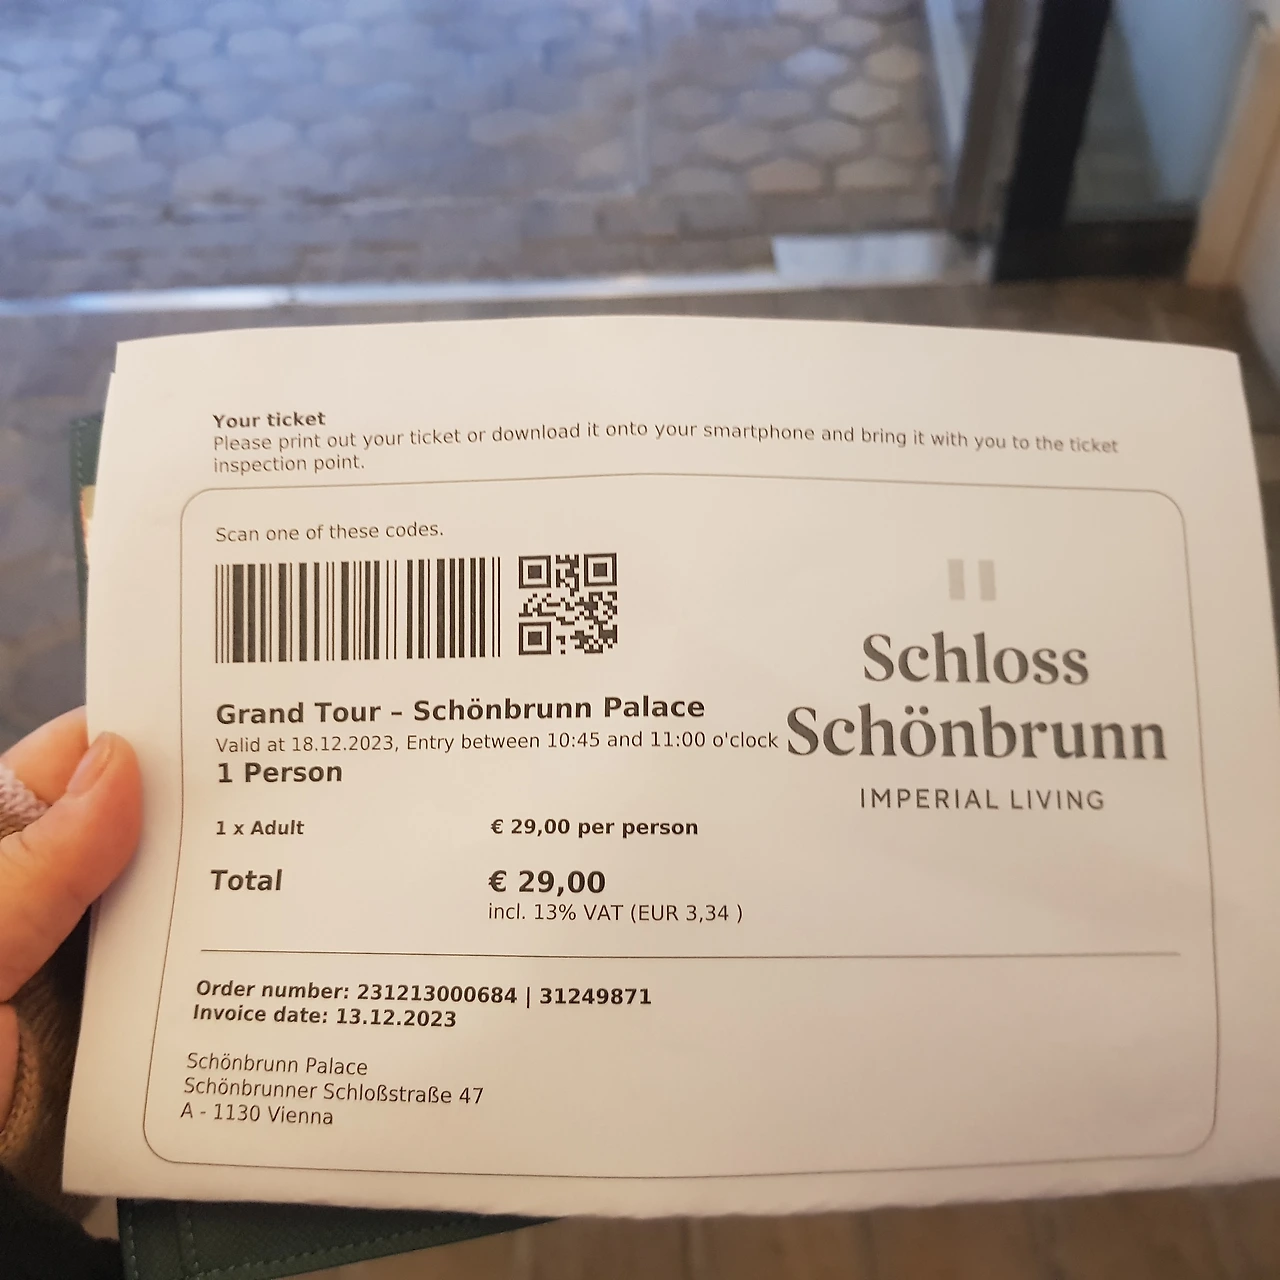 Your ticket
Please print out your ticket or download it onto your smartphone and bring it with you to the ticket
inspection point.
Scan one of these codes.
Grand Tour – Schönbrunn Palace
Valid at 18.12.2023, Entry between 10:45 and 11:00 o'clock
1 Person
1 x Adult € 29,00 per person
Total € 29,00
incl. 13% VAT (EUR 3,34 )
Schloss
Schönbrunn
IMPERIAL LIVING
Order number: 231213000684 | 31249871
Invoice date: 13.12.2023
Schönbrunn Palace
Schönbrunner Schloßstraße 47
A - 1130 Vienna